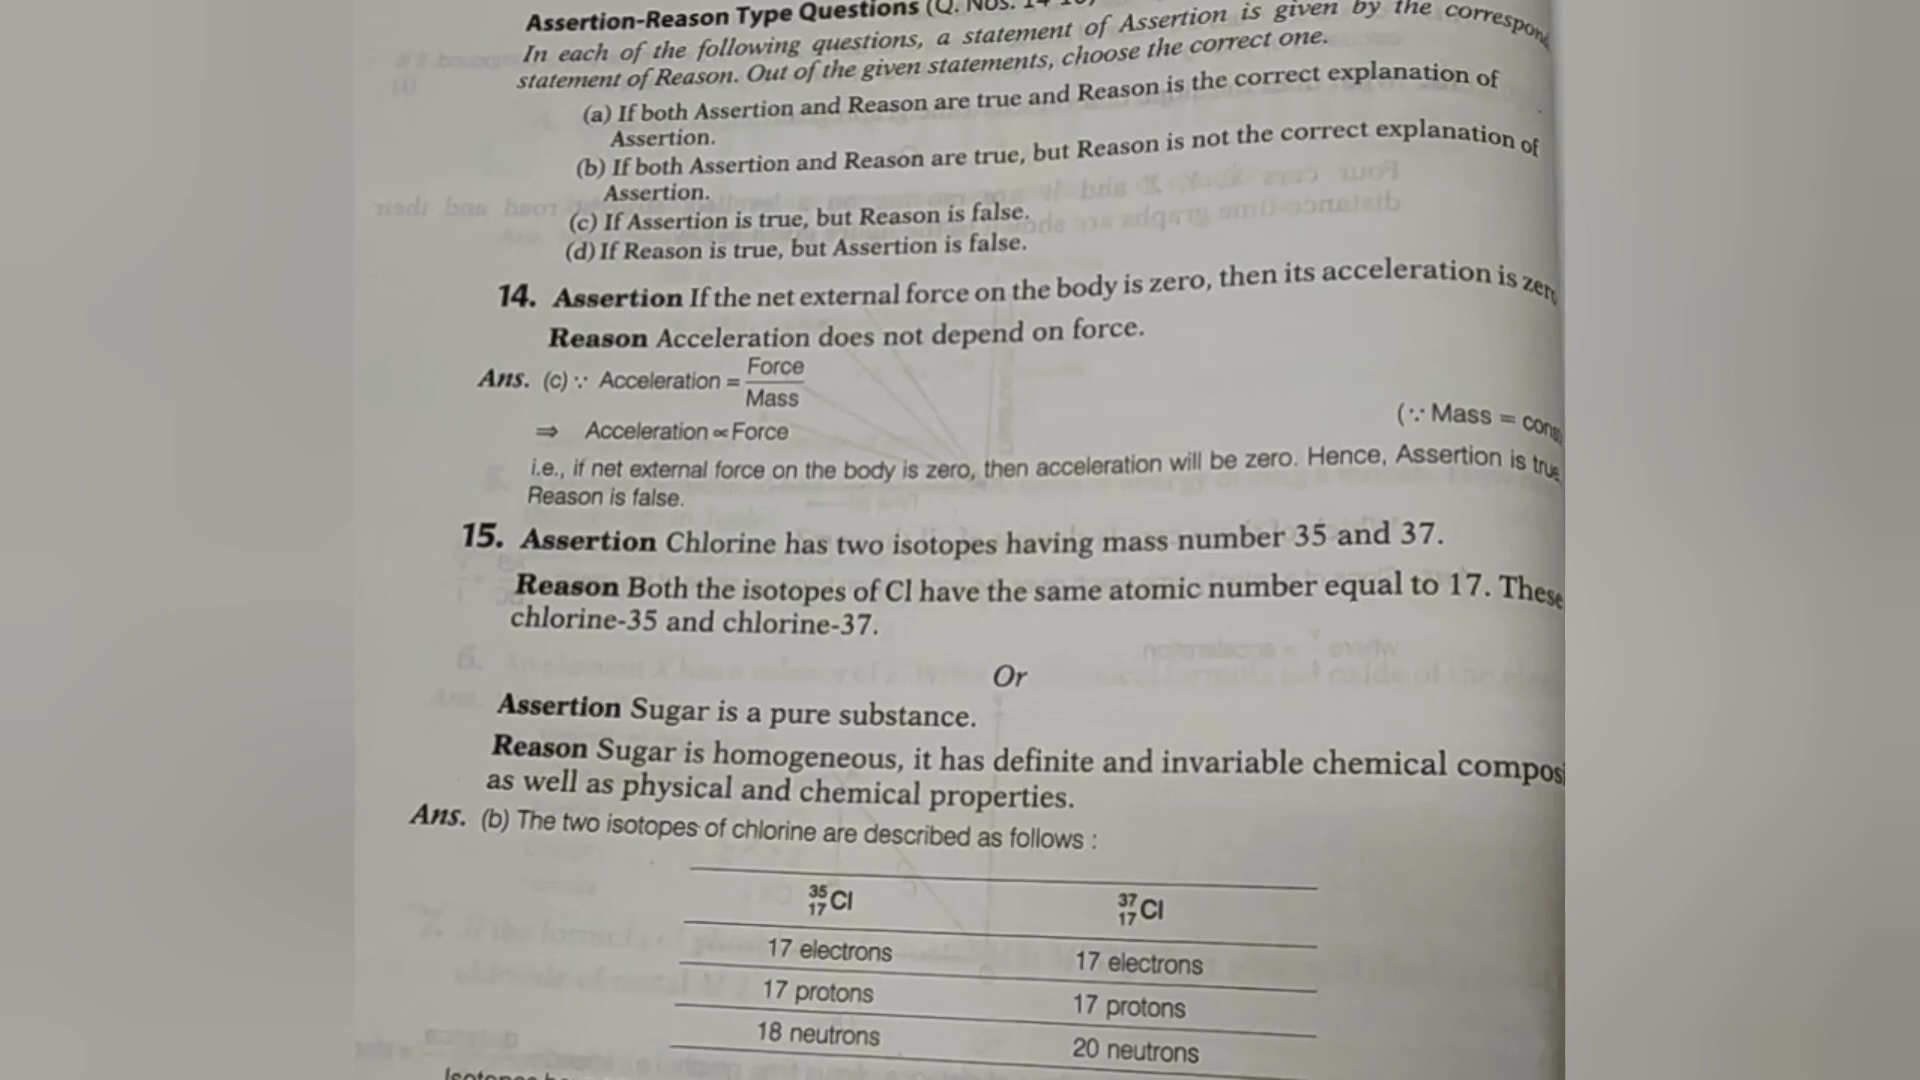 Assertion-Reason Type Questions (Q. Nos.
In each of the following questions, a statement of Assertion is given by the
statement of Reason. Out of the given statements, choose the correct one.
(a) If both Assertion and Reason are true and Reason is the correct explanation of
Assertion.
(b) If both Assertion and Reason are true, but Reason is not the correct explanation of
Assertion.
(c) If Assertion is true, but Reason is false.
(d) If Reason is true, but Assertion is false.
14. Assertion If the net external force on the body is zero, then its acceleration is
Reason Acceleration does not depend on force.
Ans. (c) ∵ Acceleration = Force
Mass
(∵ Mass =
⇒ Acceleration ∝ Force
i.e., if net external force on the body is zero, then acceleration will be zero. Hence, Assertion is true
Reason is false.
15. Assertion Chlorine has two isotopes having mass number 35 and 37.
Reason Both the isotopes of Cl have the same atomic number equal to 17. These
chlorine-35 and chlorine-37.
Or
Assertion Sugar is a pure substance.
Reason Sugar is homogeneous, it has definite and invariable chemical
as well as physical and chemical properties.
Ans. (b) The two isotopes of chlorine are described as follows :
35 17 Cl 37 17 Cl
17 electrons 17 electrons
17 protons 17 protons
18 neutrons 20 neutrons